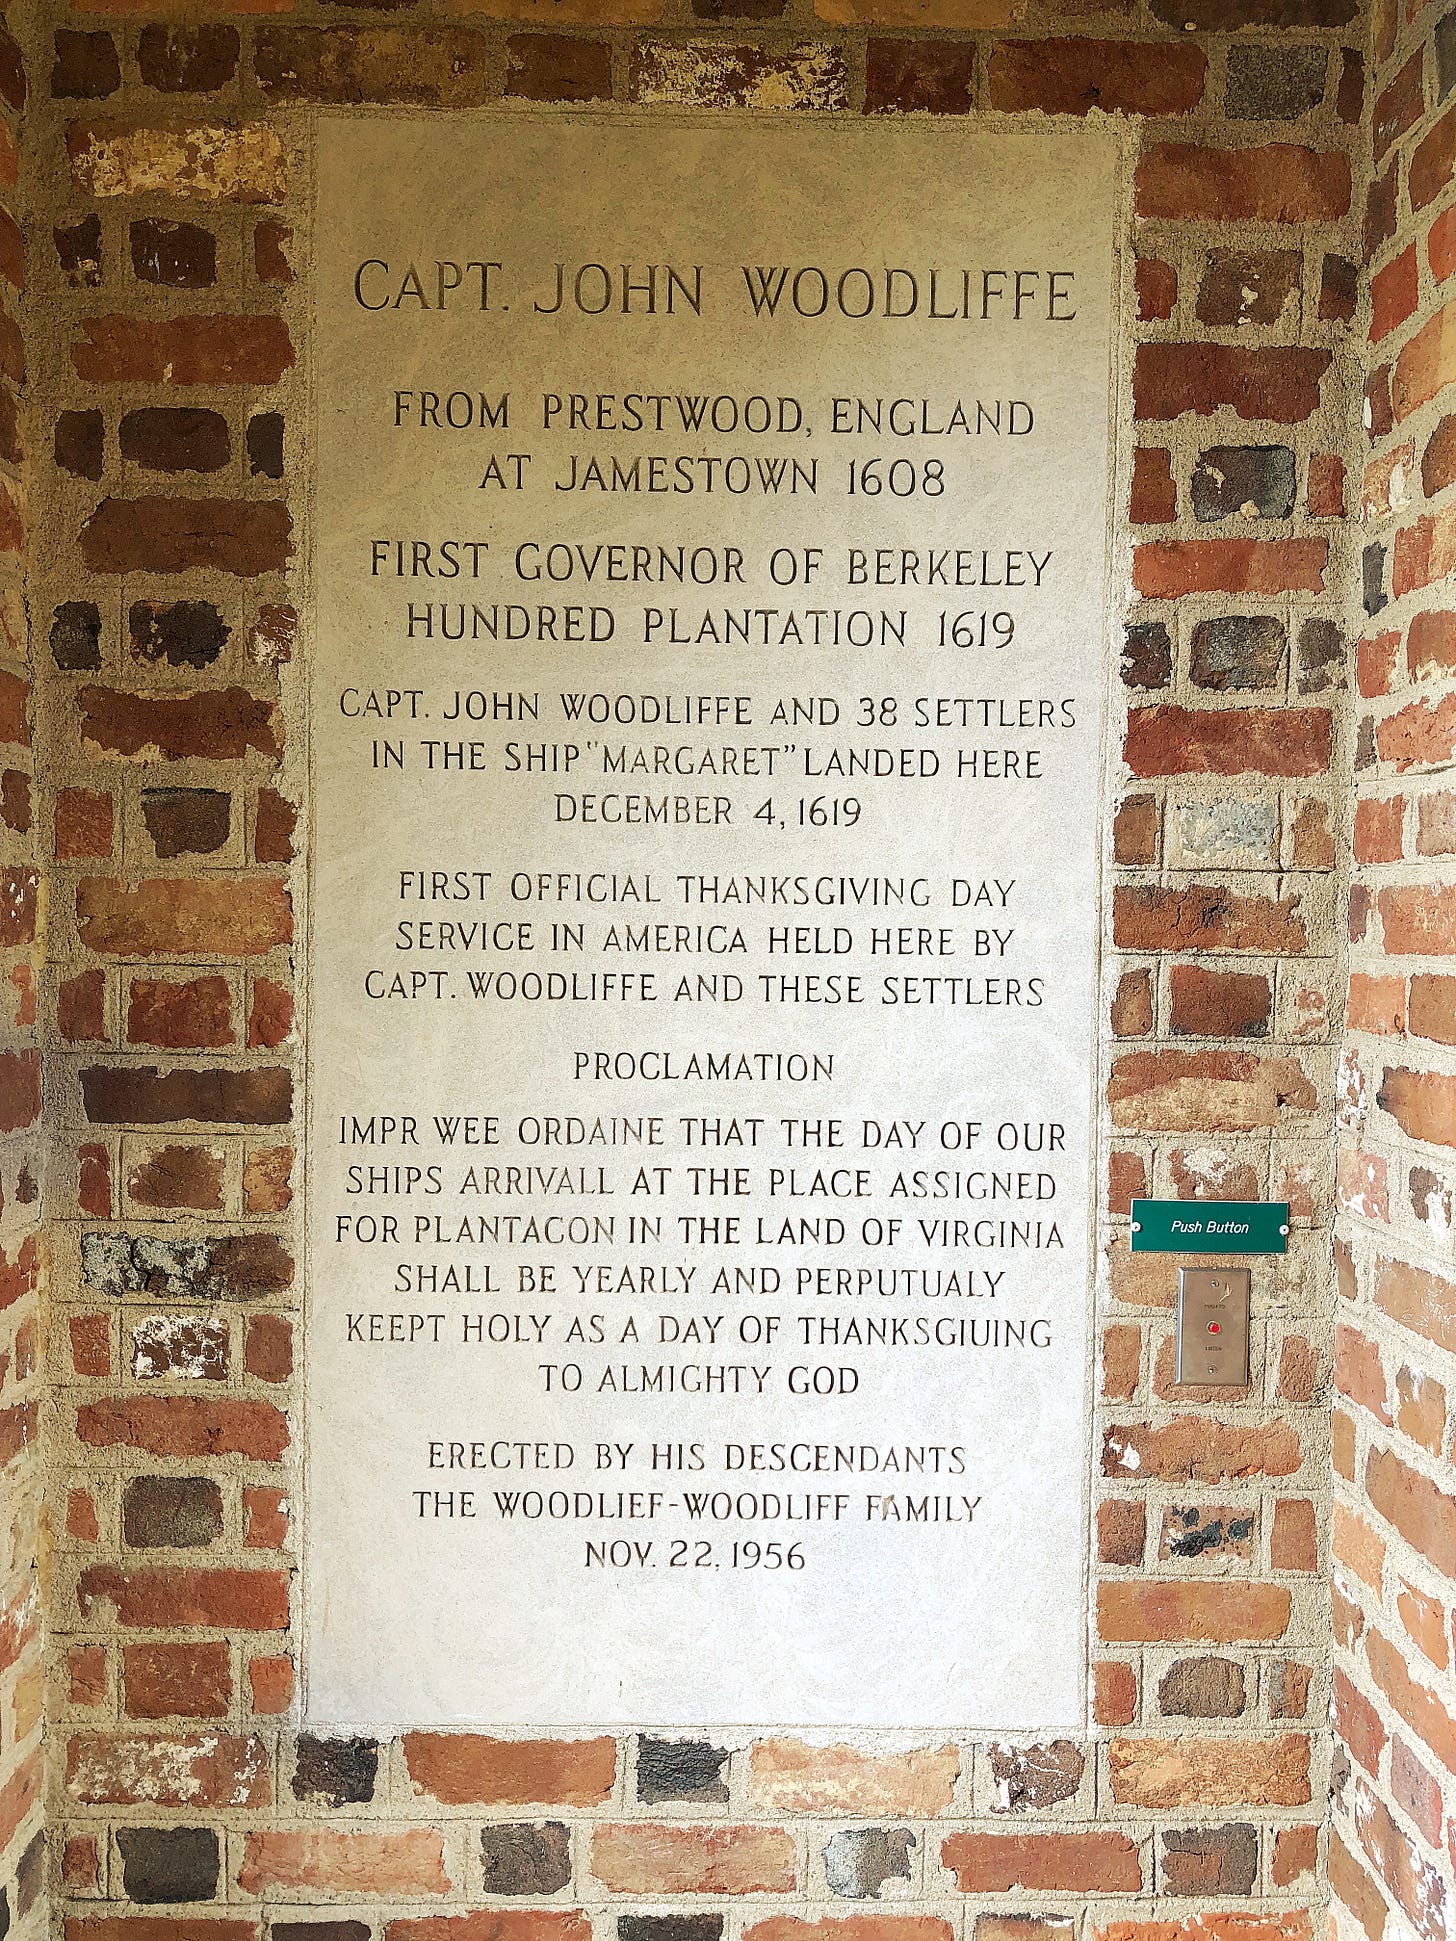 CAPT. JOHN WOODLIFFE
FROM PRESTWOOD, ENGLAND
AT JAMESTOWN 1608
FIRST GOVERNOR OF BERKELEY
HUNDRED PLANTATION 1619
CAPT. JOHN WOODLIFFE AND 38 SETTLERS
IN THE SHIP "MARGARET" LANDED HERE
DECEMBER 4, 1619
FIRST OFFICIAL THANKSGIVING DAY
SERVICE IN AMERICA HELD HERE BY
CAPT. WOODLIFFE AND THESE SETTLERS
PROCLAMATION
IMPR WEE ORDAINE THAT THE DAY OF OUR
SHIPS ARRIVALL AT THE PLACE ASSIGNED
FOR PLANTACON IN THE LAND OF VIRGINIA
SHALL BE YEARLY AND PERPUTUALY
KEEPT HOLY AS A DAY OF THANKSGIUING
TO ALMIGHTY GOD
ERECTED BY HIS DESCENDANTS
THE WOODLIEF-WOODLIFF FAMILY
NOV. 22, 1956
Push Button